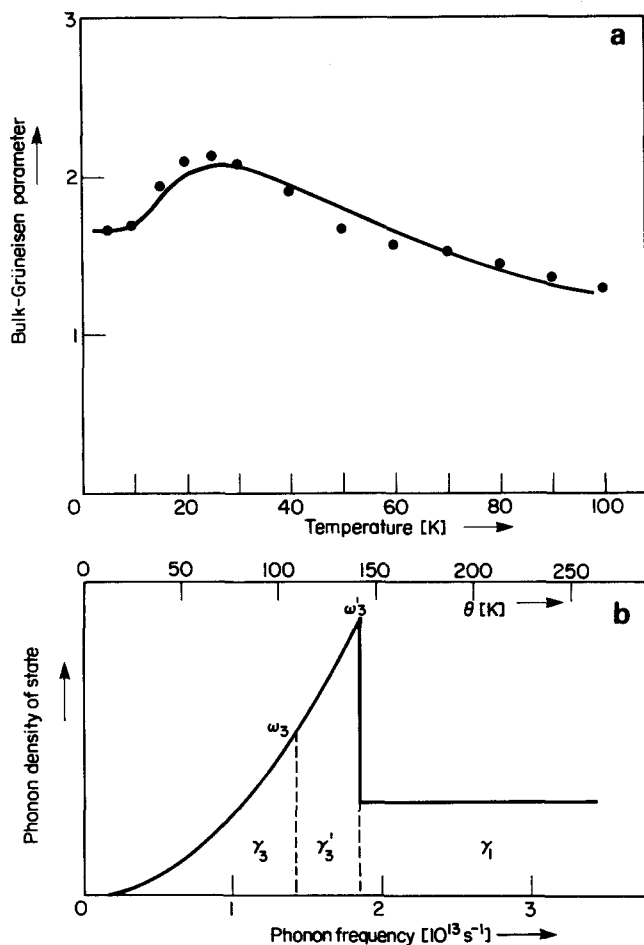 a
3
2
1
0
Bulk-Grüneisen parameter
20 40 60 80 100
Temperature [K]
0 50 100 150 200 250
θ [K]
b
ω₃'
ω₃
γ₃ γ₃' γ₁
Phonon density of state
0 1 2 3
Phonon frequency [10¹³ s⁻¹]